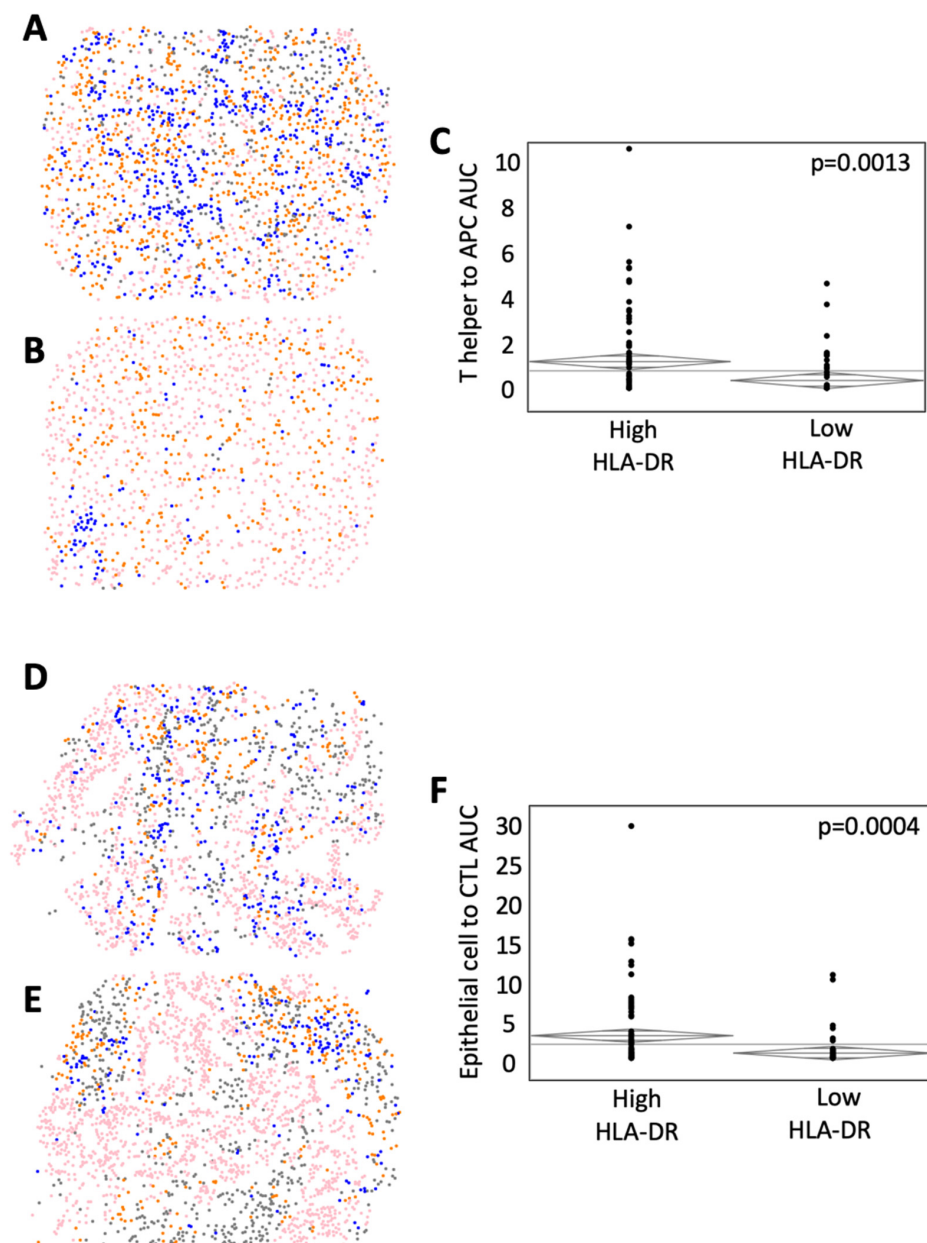 A
B
C
T helper to APC AUC
10
8
6
4
2
0
p=0.0013
High
HLA-DR
Low
HLA-DR
D
E
F
Epithelial cell to CTL AUC
30
25
20
15
10
5
0
p=0.0004
High
HLA-DR
Low
HLA-DR